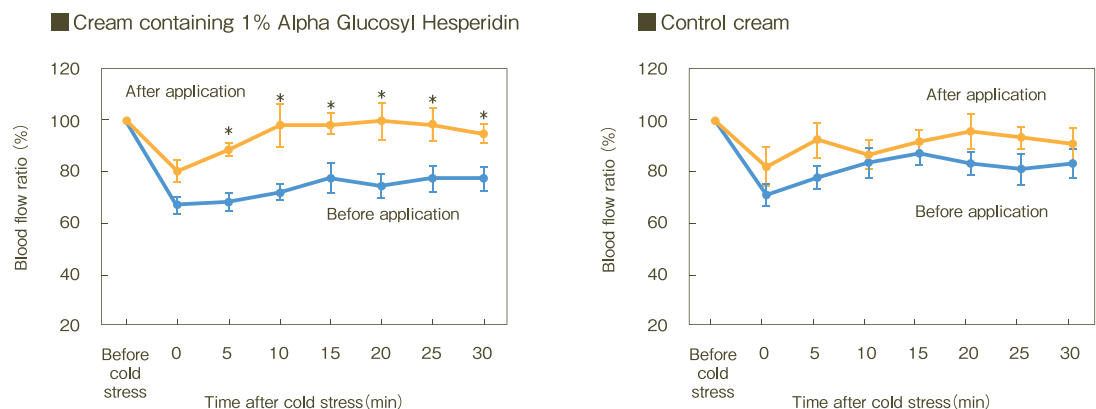 ■ Cream containing 1% Alpha Glucosyl Hesperidin
120
100
80
60
40
20
Blood flow ratio (%)
After application
*
*
*
*
*
*
Before application
Before cold stress
0
5
10
15
20
25
30
Time after cold stress(min)
■ Control cream
120
100
80
60
40
20
Blood flow ratio (%)
After application
Before application
Before cold stress
0
5
10
15
20
25
30
Time after cold stress(min)